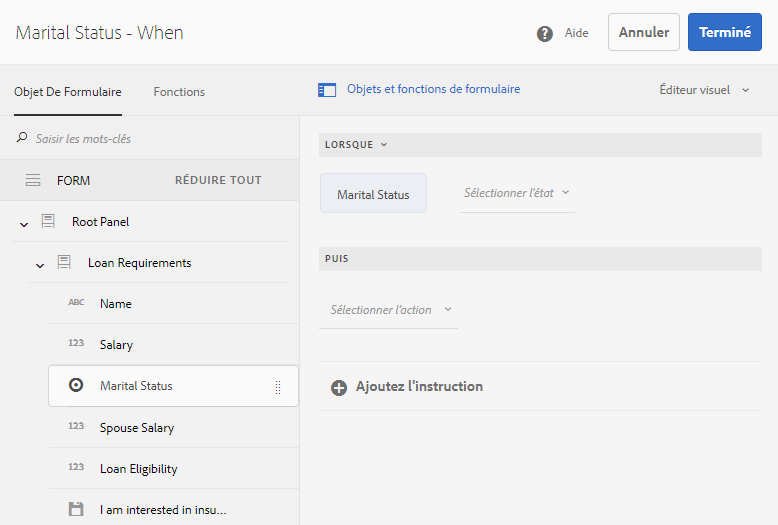 Marital Status - When
? Aide
Annuler
Terminé
Objet De Formulaire
Fonctions
Objets et fonctions de formulaire
Éditeur visuel
Saisir les mots-clés
FORM
RÉDUIRE TOUT
Root Panel
Loan Requirements
ABC Name
123 Salary
Marital Status
123 Spouse Salary
123 Loan Eligibility
I am interested in insu...
LORSQUE
Marital Status
Sélectionner l'état
PUIS
Sélectionner l'action
Ajoutez l'instruction